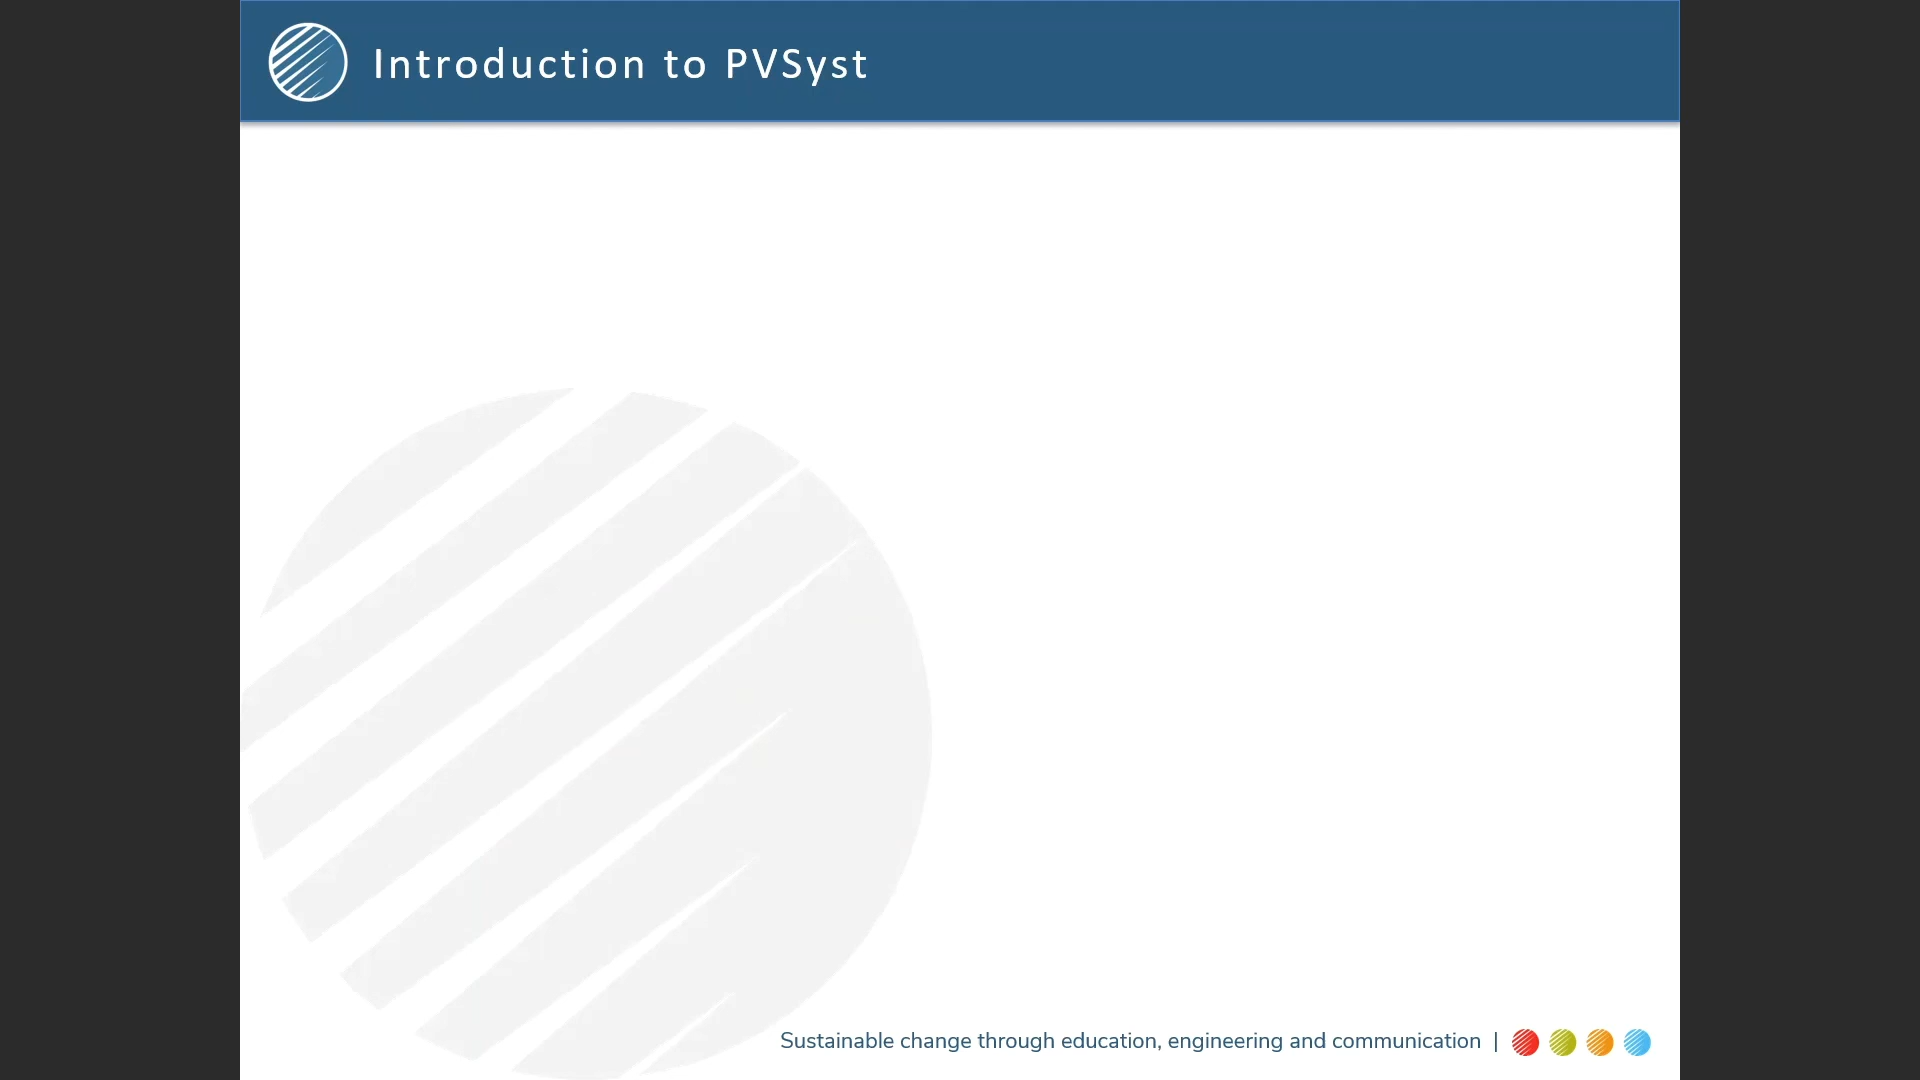 Introduction to PVSyst
Sustainable change through education, engineering and communication |